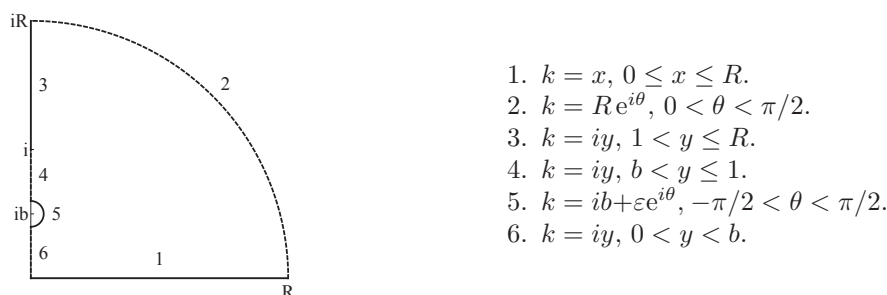 iR
3
2
i
4
ib
5
6
1
R
1. k = x, 0 ≤ x ≤ R.
2. k = R e^{iθ}, 0 < θ < π/2.
3. k = iy, 1 < y ≤ R.
4. k = iy, b < y ≤ 1.
5. k = ib+εe^{iθ}, −π/2 < θ < π/2.
6. k = iy, 0 < y < b.